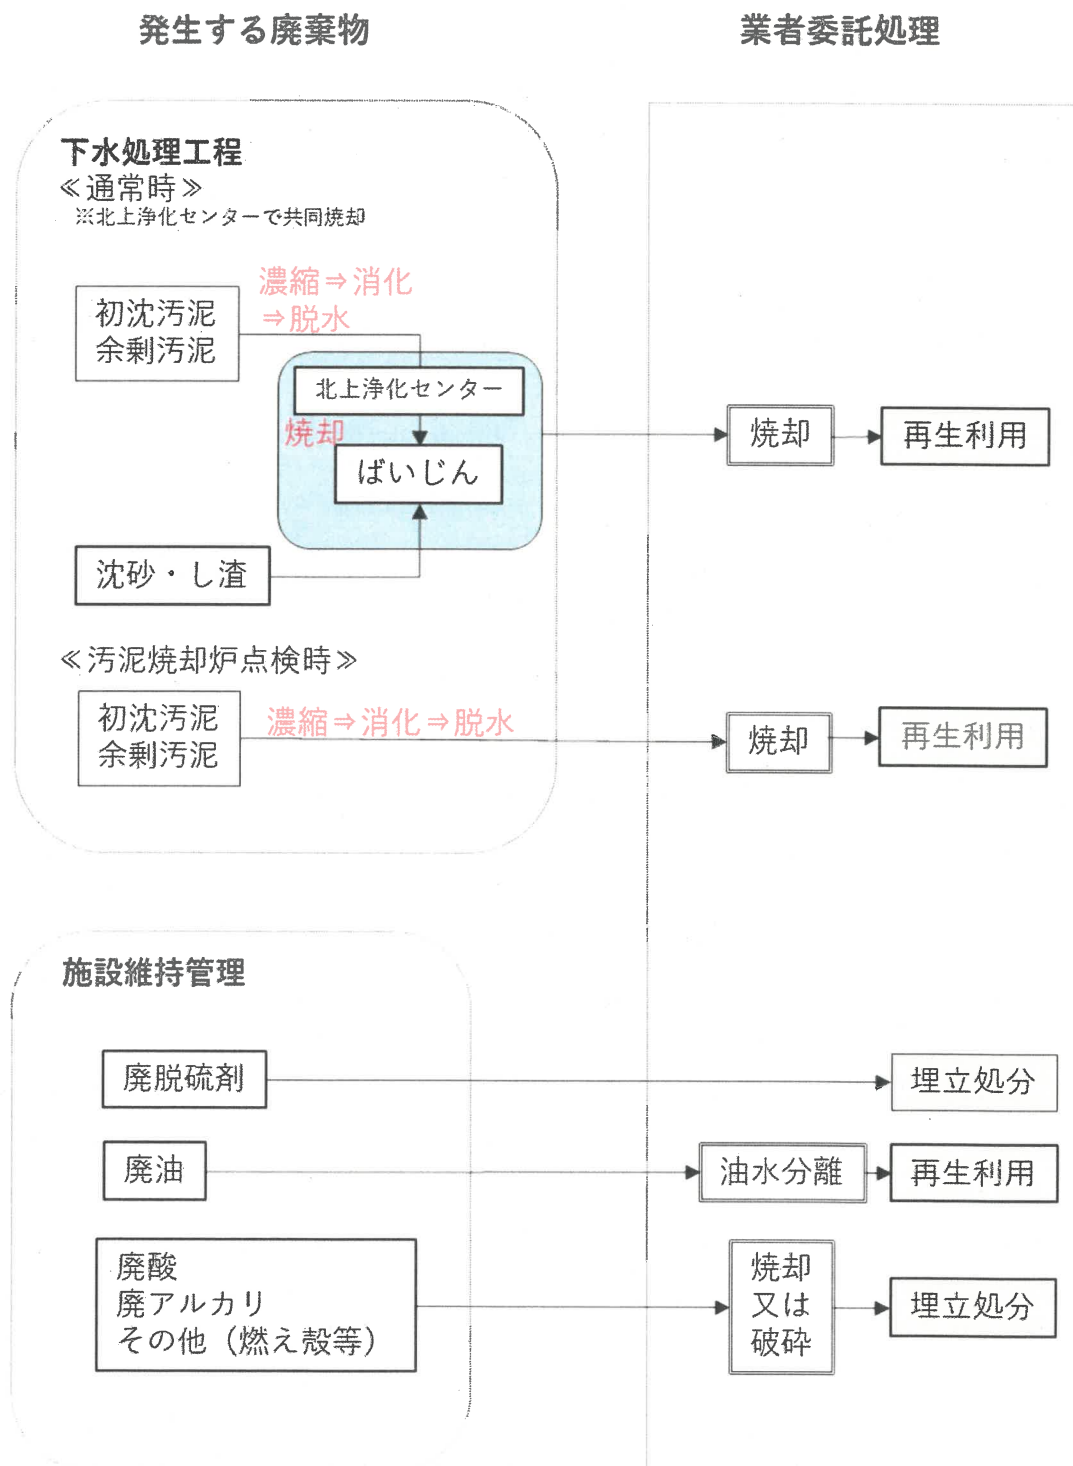 発生する廃棄物
業者委託処理
下水処理工程
≪通常時≫
※北上浄化センターで共同焼却
濃縮⇒消化
⇒脱水
初沈汚泥
余剰汚泥
北上浄化センター
焼却
ばいじん
焼却
再生利用
沈砂・し渣
≪汚泥焼却炉点検時≫
初沈汚泥
余剰汚泥
濃縮⇒消化⇒脱水
焼却
再生利用
施設維持管理
廃脱硫剤
埋立処分
廃油
油水分離
再生利用
廃酸
廃アルカリ
その他（燃え殻等）
焼却
又は
破砕
埋立処分